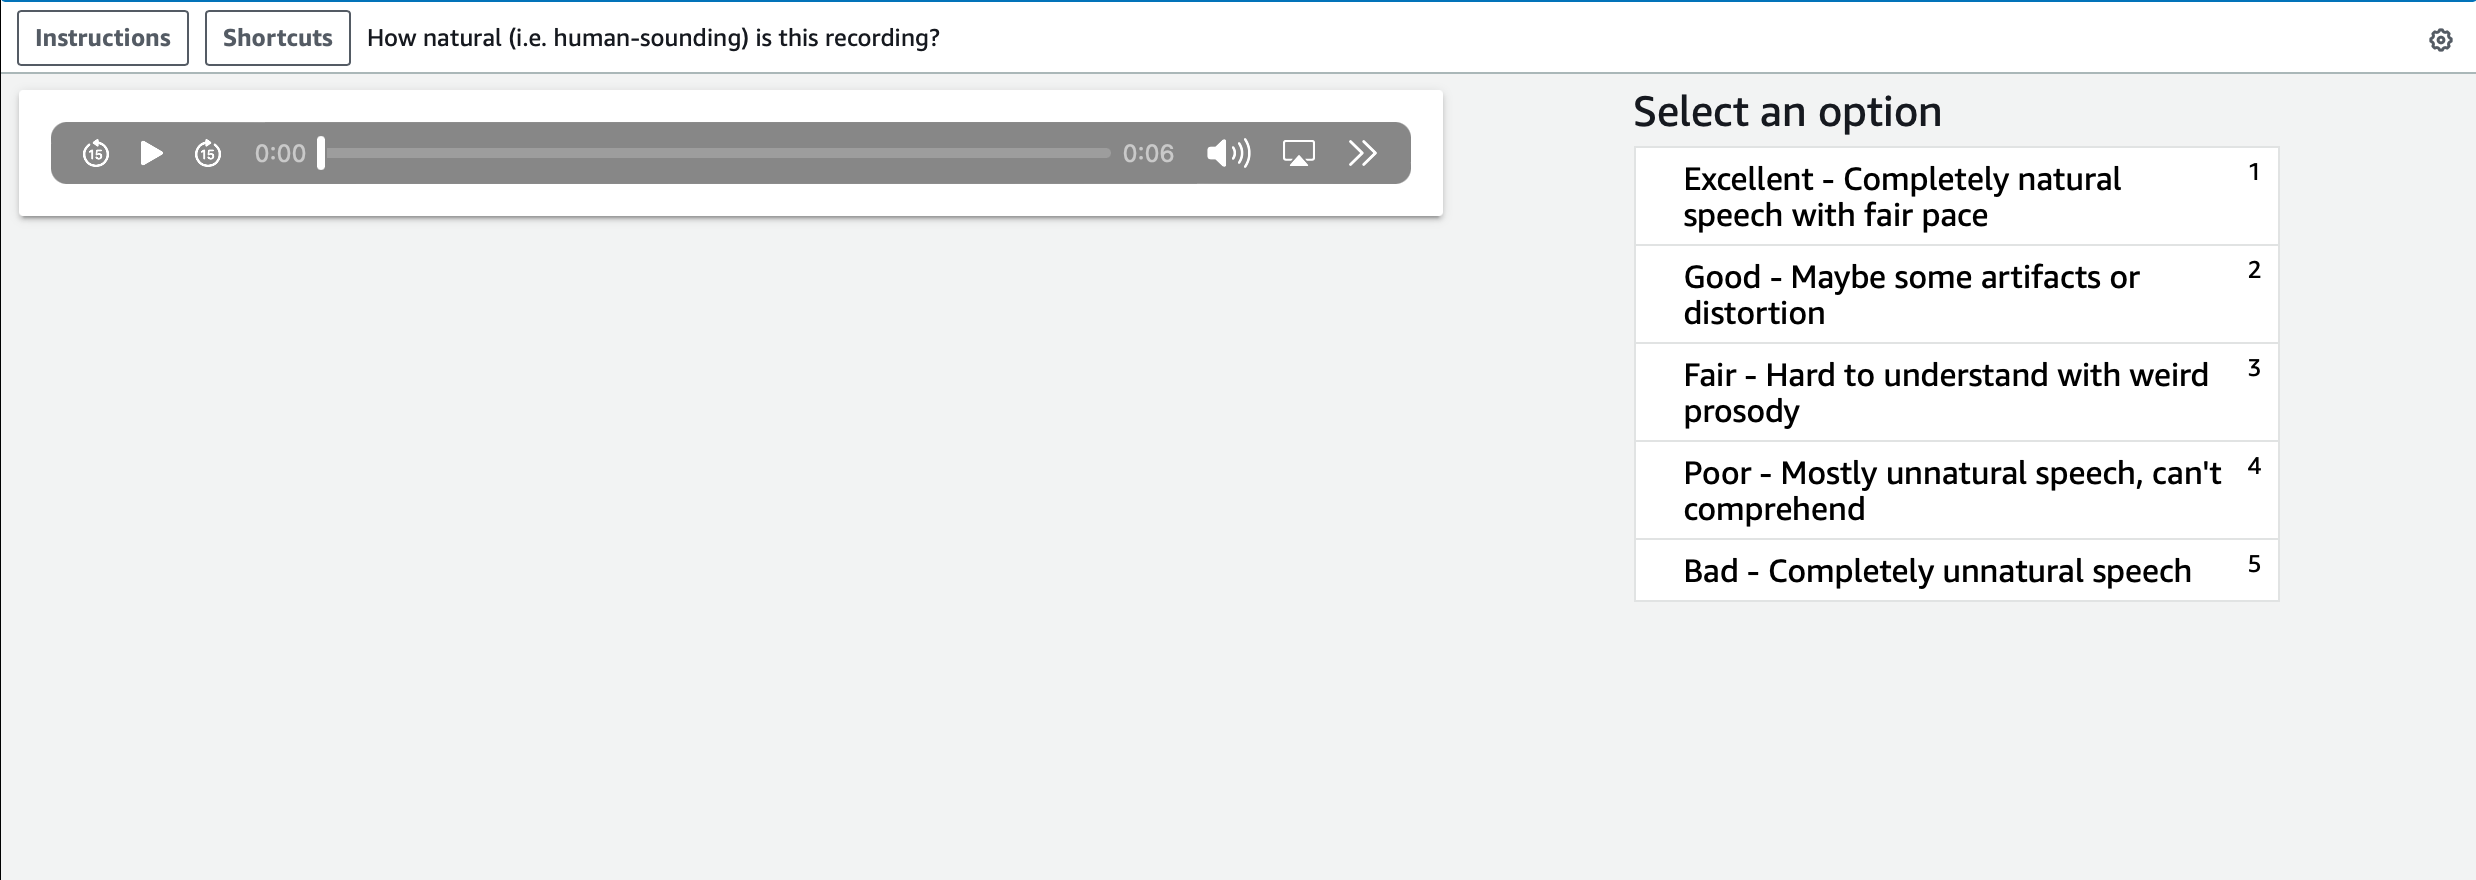 Instructions
Shortcuts
How natural (i.e. human-sounding) is this recording?
15
15
0:00
0:06
Select an option
Excellent - Completely natural
speech with fair pace
1
Good - Maybe some artifacts or
distortion
2
Fair - Hard to understand with weird
prosody
3
Poor - Mostly unnatural speech, can't
comprehend
4
Bad - Completely unnatural speech
5